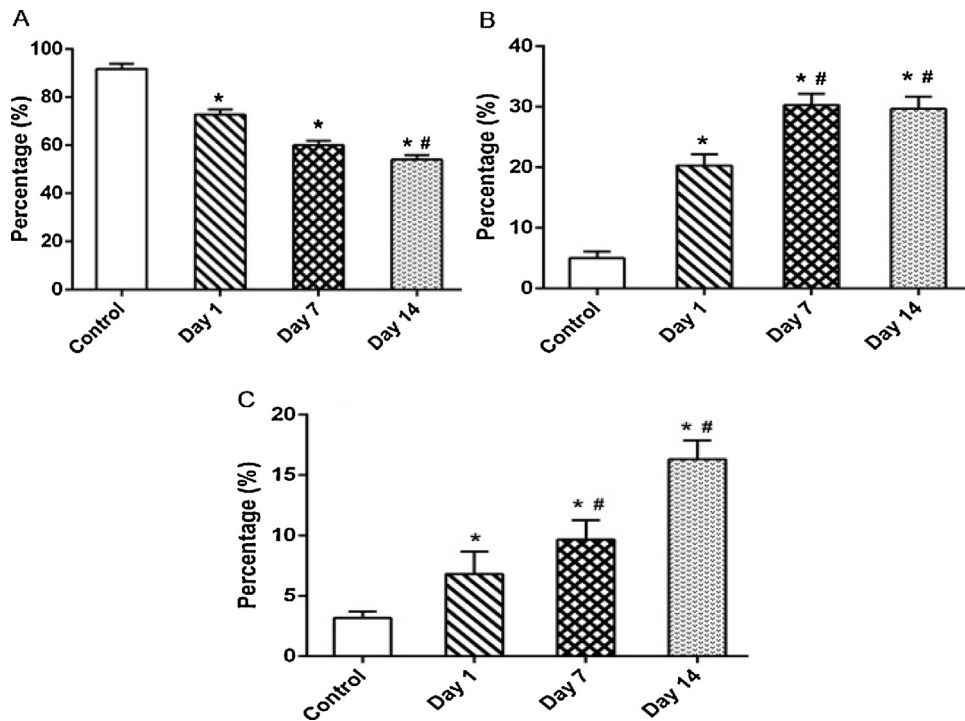 A
Percentage (%)
100
80
60
40
20
0
*
*
* #
Control
Day 1
Day 7
Day 14
B
Percentage (%)
40
30
20
10
0
*
* #
* #
Control
Day 1
Day 7
Day 14
C
Percentage (%)
20
15
10
5
0
*
* #
* #
Control
Day 1
Day 7
Day 14